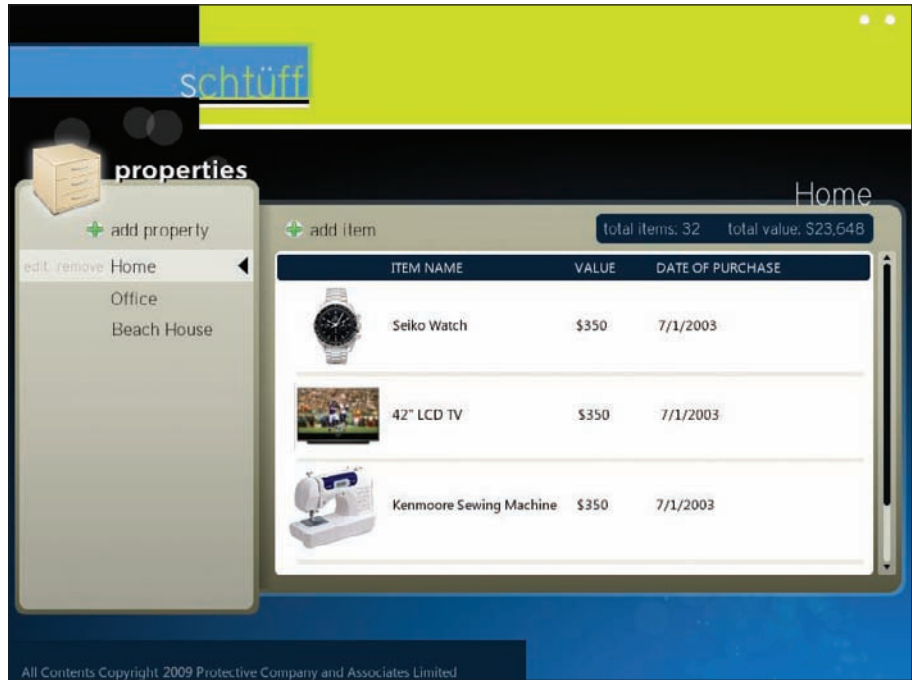 schtüff
properties
Home
add property
add item
total items: 32 total value: $23,648
edit remove Home
Office
Beach House
ITEM NAME VALUE DATE OF PURCHASE
Seiko Watch $350 7/1/2003
42" LCD TV $350 7/1/2003
Kenmoore Sewing Machine $350 7/1/2003
All Contents Copyright 2009 Protective Company and Associates Limited